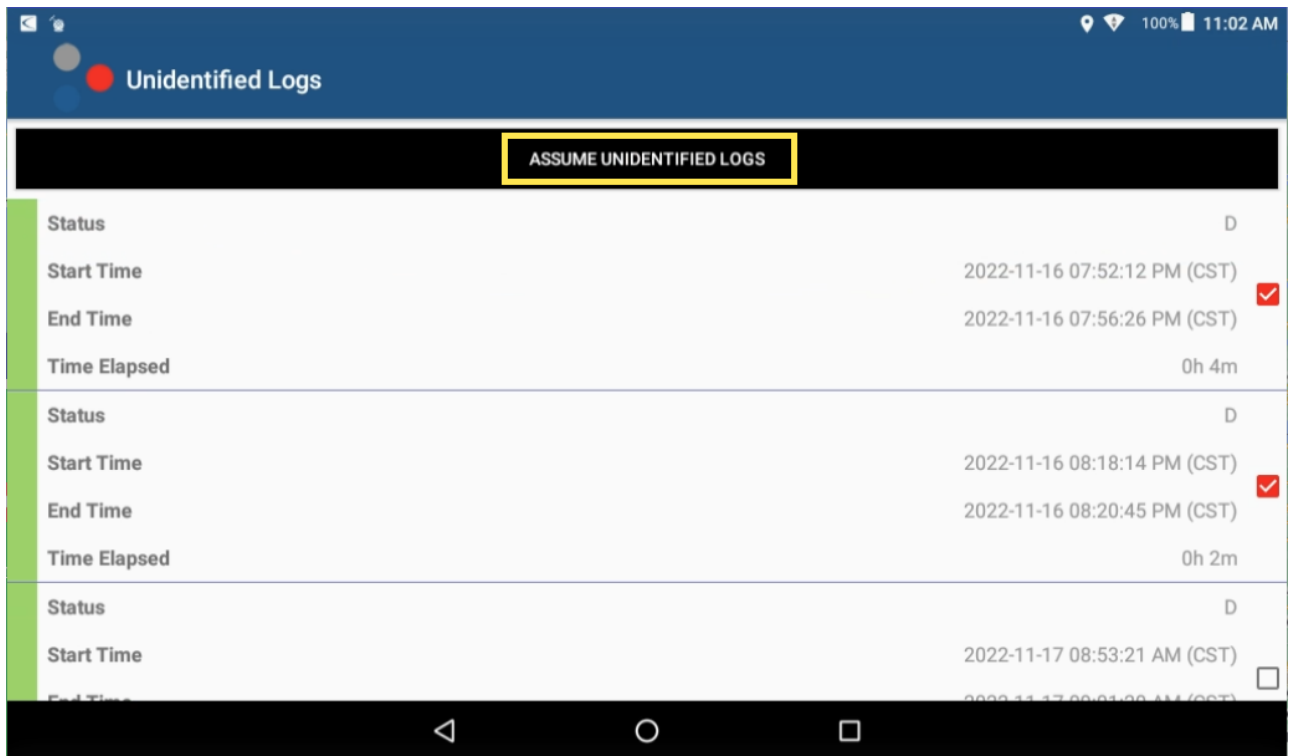 100% 11:02 AM
Unidentified Logs
ASSUME UNIDENTIFIED LOGS
Status D
Start Time 2022-11-16 07:52:12 PM (CST)
End Time 2022-11-16 07:56:26 PM (CST)
Time Elapsed 0h 4m
Status D
Start Time 2022-11-16 08:18:14 PM (CST)
End Time 2022-11-16 08:20:45 PM (CST)
Time Elapsed 0h 2m
Status D
Start Time 2022-11-17 08:53:21 AM (CST)
End Time